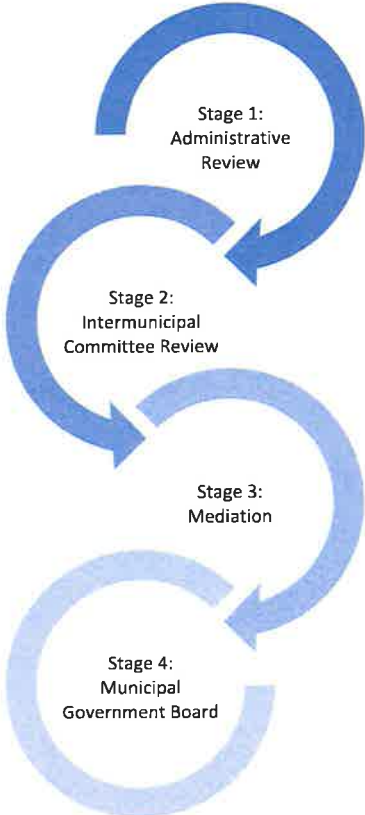 Stage 1:
Administrative
Review
Stage 2:
Intermunicipal
Committee Review
Stage 3:
Mediation
Stage 4:
Municipal
Government Board